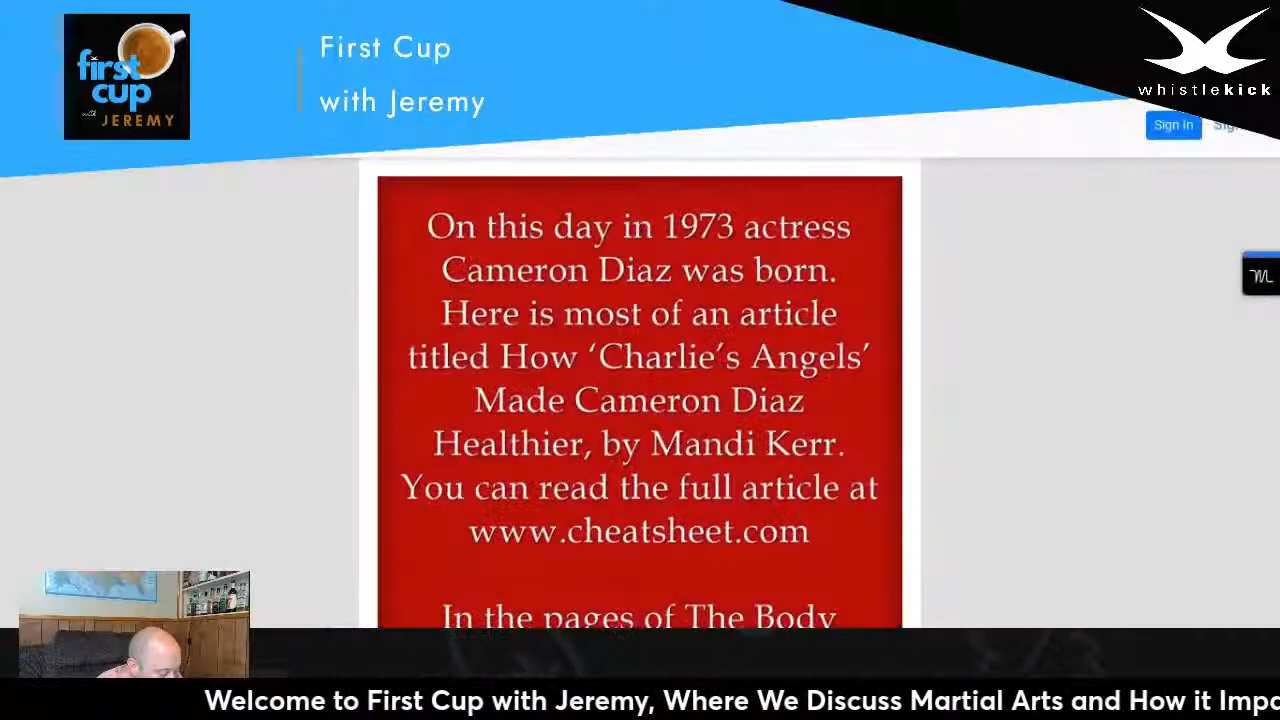 first
cup
with
JEREMY
First Cup
with Jeremy
whistlekick
Sign In
On this day in 1973 actress
Cameron Diaz was born.
Here is most of an article
titled How ‘Charlie’s Angels’
Made Cameron Diaz
Healthier, by Mandi Kerr.
You can read the full article at
www.cheatsheet.com
In the pages of The Body
Welcome to First Cup with Jeremy, Where We Discuss Martial Arts and How it Impo